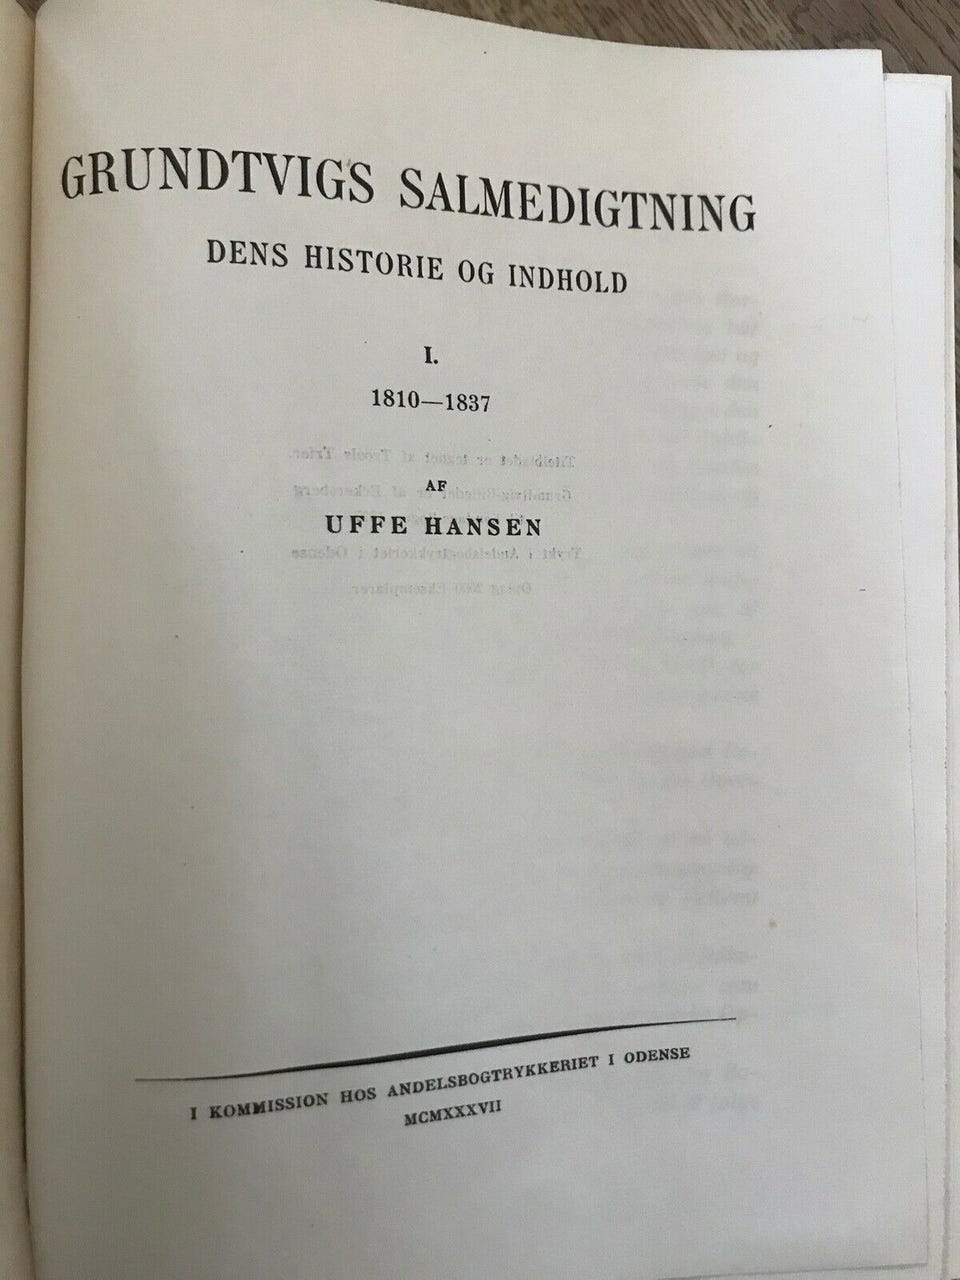 GRUNDTVIGS SALMEDIGTNING
DENS HISTORIE OG INDHOLD
I.
1810—1837
AF
UFFE HANSEN
I KOMMISSION HOS ANDELSBOGTRYKKERIET I ODENSE
MCMXXXVII